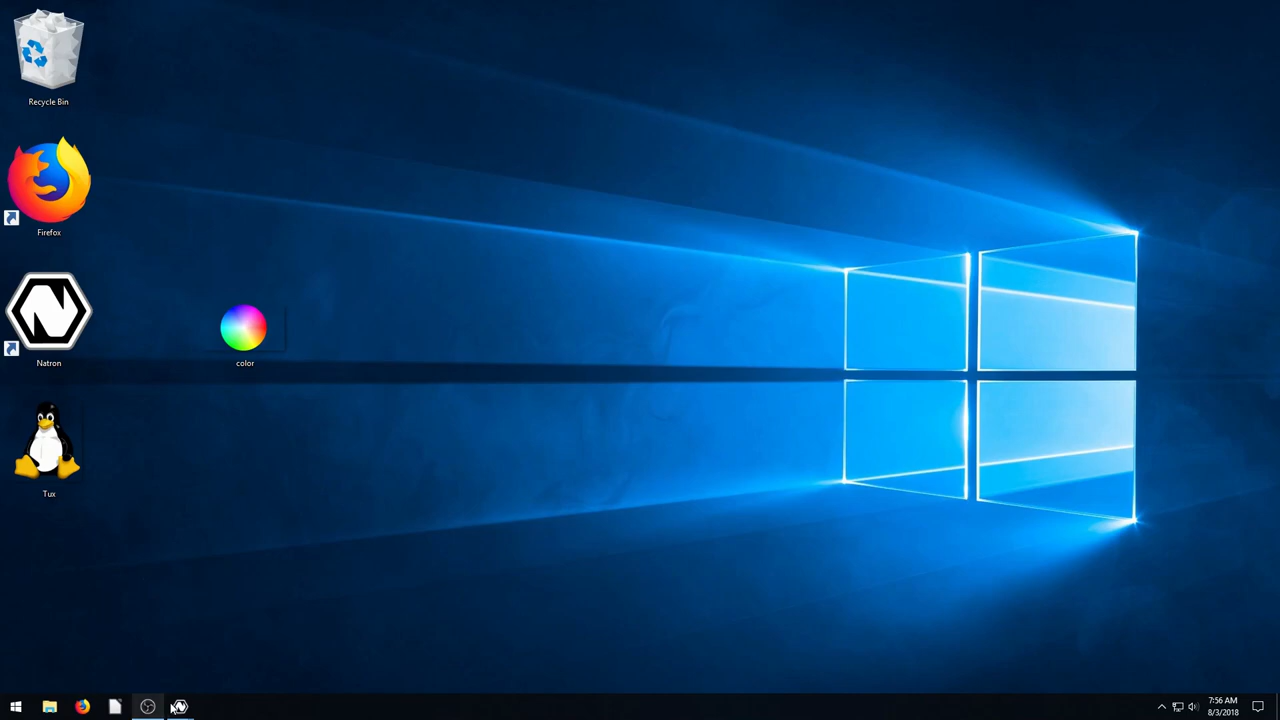 Recycle Bin
Firefox
Natron
color
Tux
7:56 AM
8/3/2018